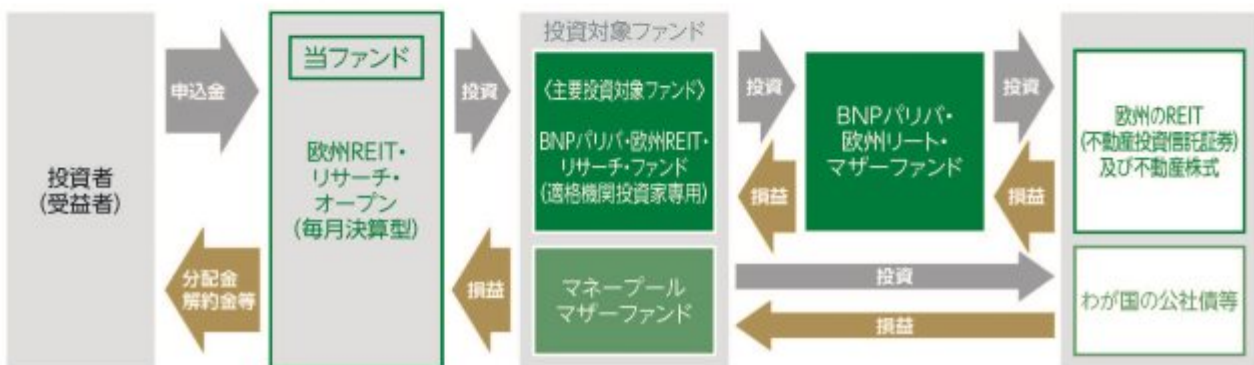 投資者
(受益者)
申込金
分配金
解約金等
当ファンド
欧州REIT・
リサーチ・
オープン
(毎月決算型)
投資
損益
投資対象ファンド
〈主要投資対象ファンド〉
BNPパリバ・欧州REIT・
リサーチ・ファンド
(適格機関投資家専用)
マネープール
マザーファンド
投資
損益
BNPパリバ・
欧州リート・
マザーファンド
投資
損益
投資
損益
欧州のREIT
(不動産投資信託証券)
及び不動産株式
わが国の公社債等